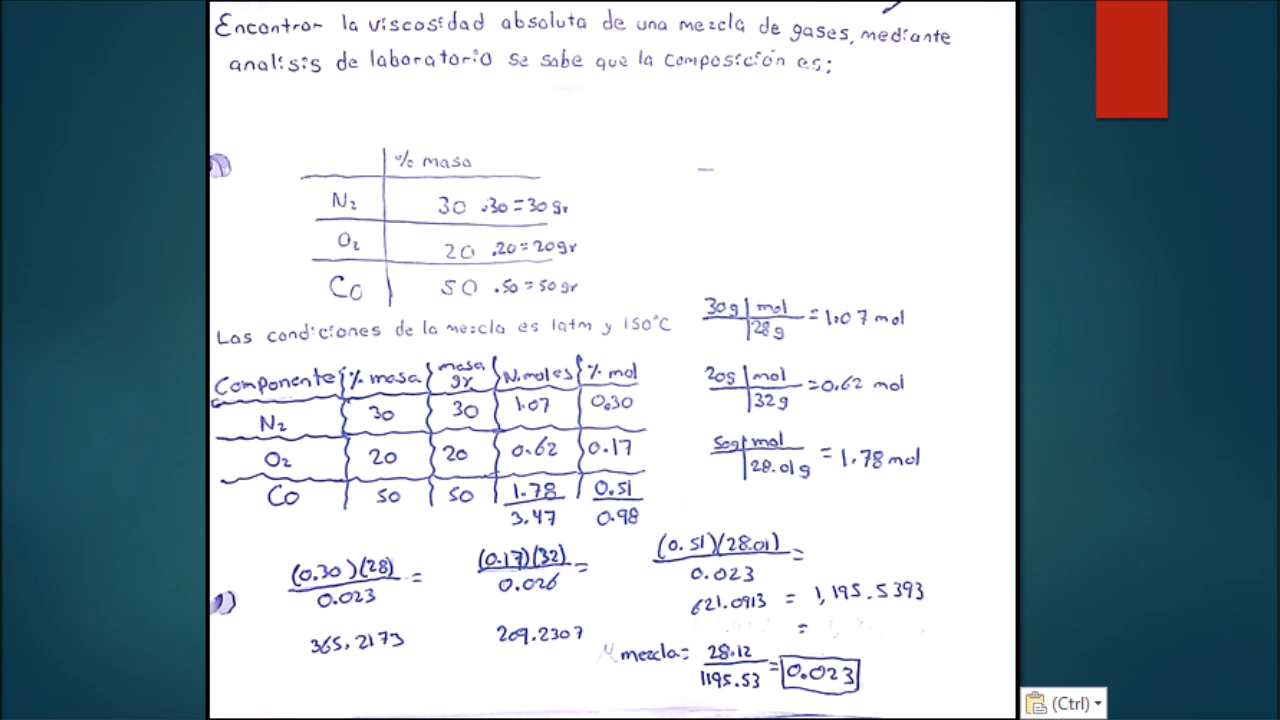 Encontrar la viscosidad absoluta de una mezcla de gases, mediante
analisis de laboratorio se sabe que la composición es:
% masa
N2 30 .30=30gr
O2 20 .20=20gr
Co 50 .50=50gr
Las condiciones de la mezcla es 1atm y 150°C
30g | mol = 1.07 mol
28g
20g | mol = 0.62 mol
32g
50g | mol = 1.78 mol
28.01g
Componente % masa masa gr N.moles % mol
N2 30 30 1.07 0.30
O2 20 20 0.62 0.17
Co 50 50 1.78 0.51
3.47 0.98
(0.30)(28) =
0.023
365.2173
(0.17)(32) =
0.026
209.2307
(0.51)(28.01) =
0.023
621.0913 = 1,195.5393
=
M mezcla = 28.12 = 0.023
1195.53
(Ctrl)